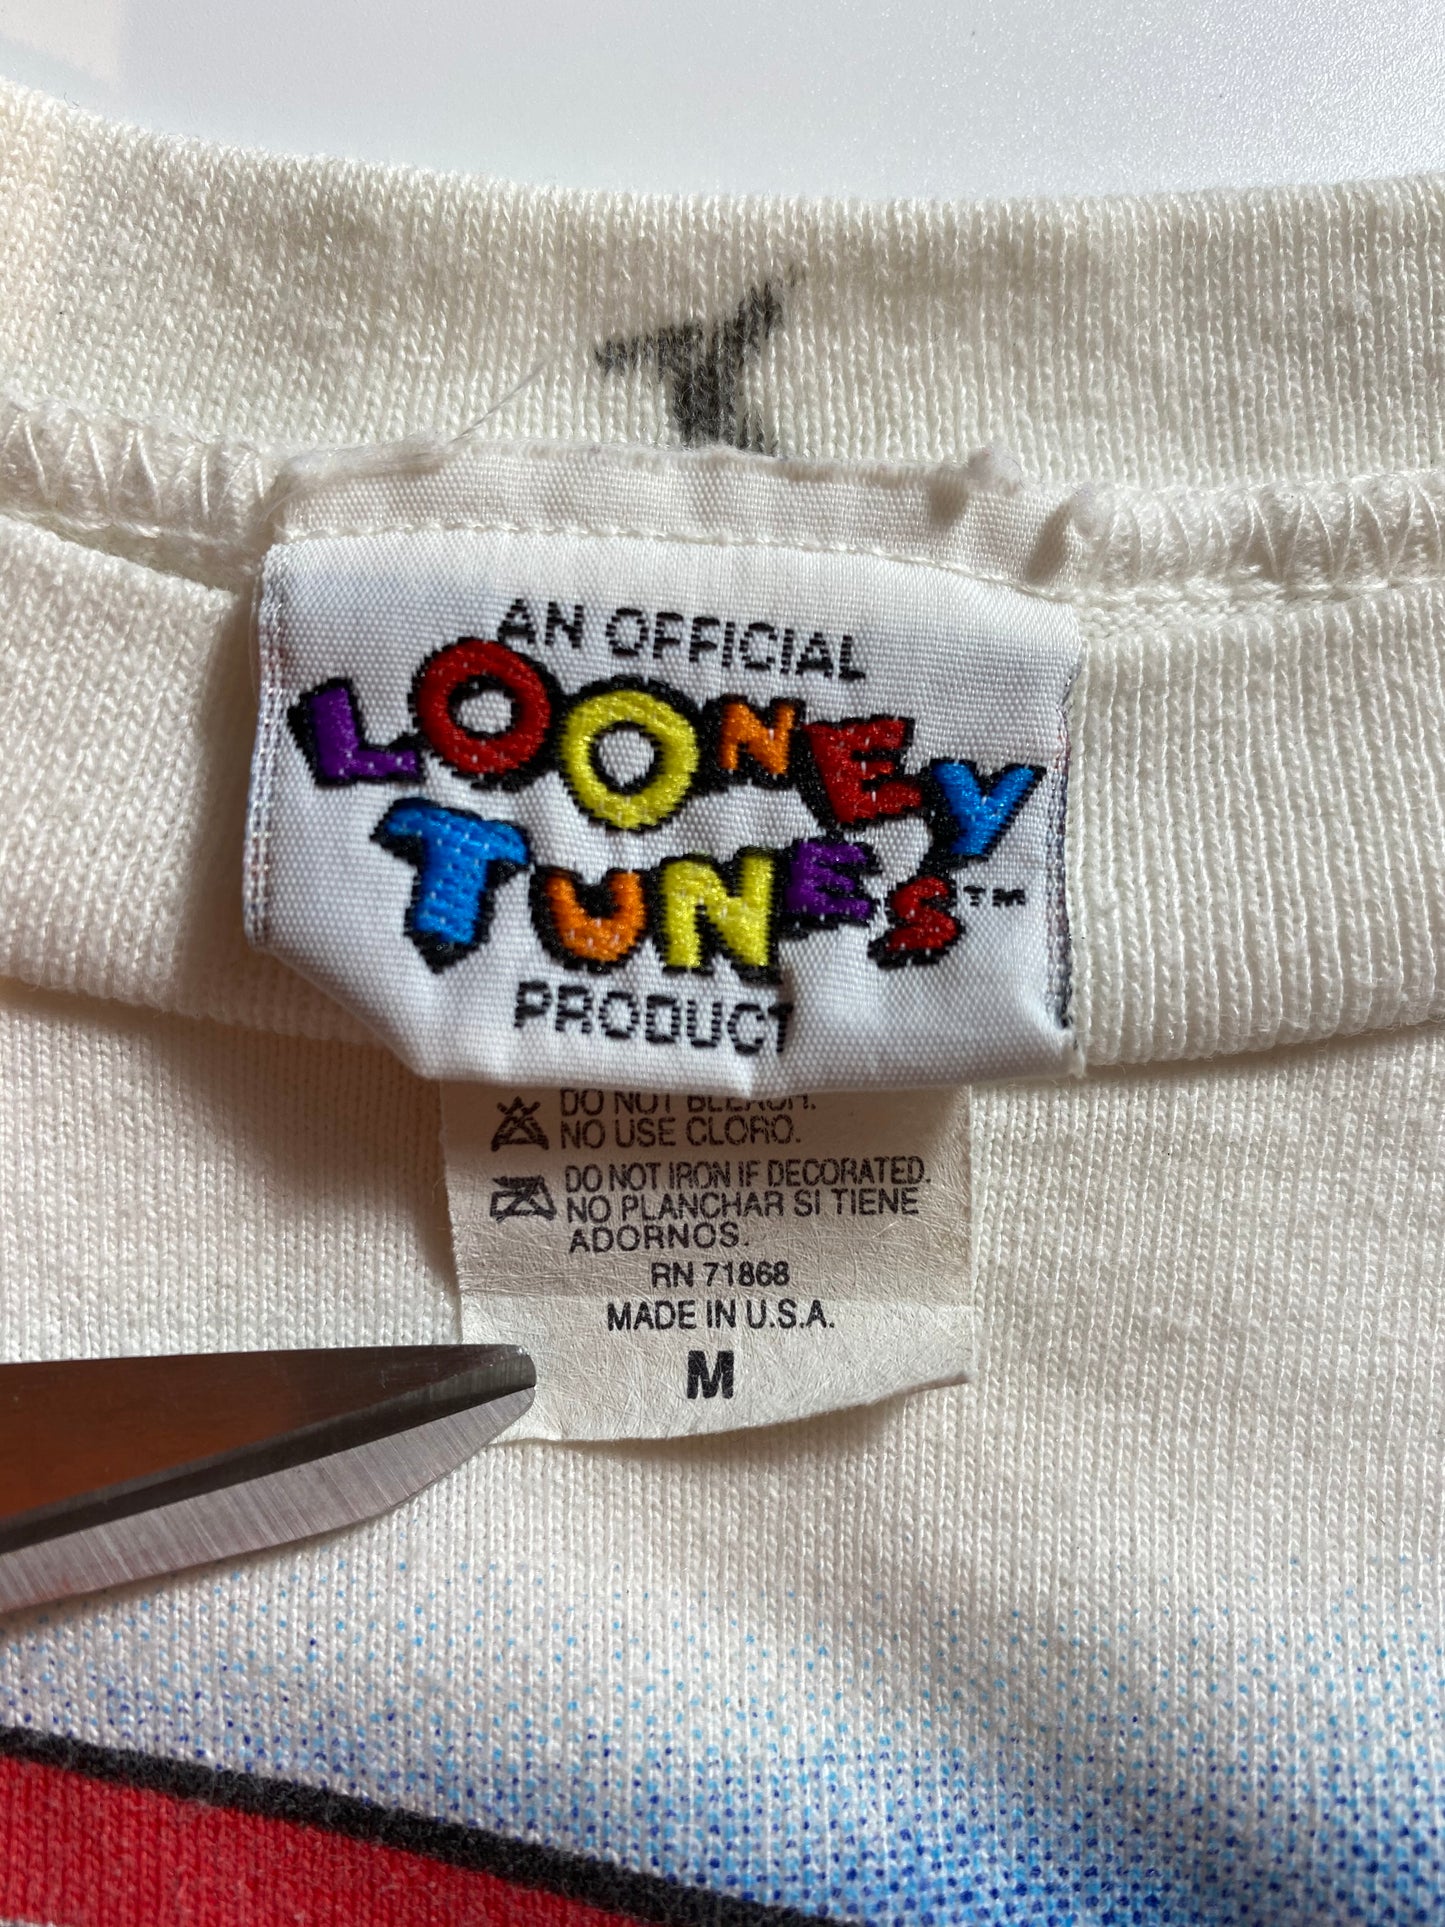 AN OFFICIAL
LOONEY
TUNES™
PRODUCT
DO NOT BLEACH.
NO USE CLORO.
DO NOT IRON IF DECORATED.
NO PLANCHAR SI TIENE
ADORNOS.
RN 71868
MADE IN U.S.A.
M